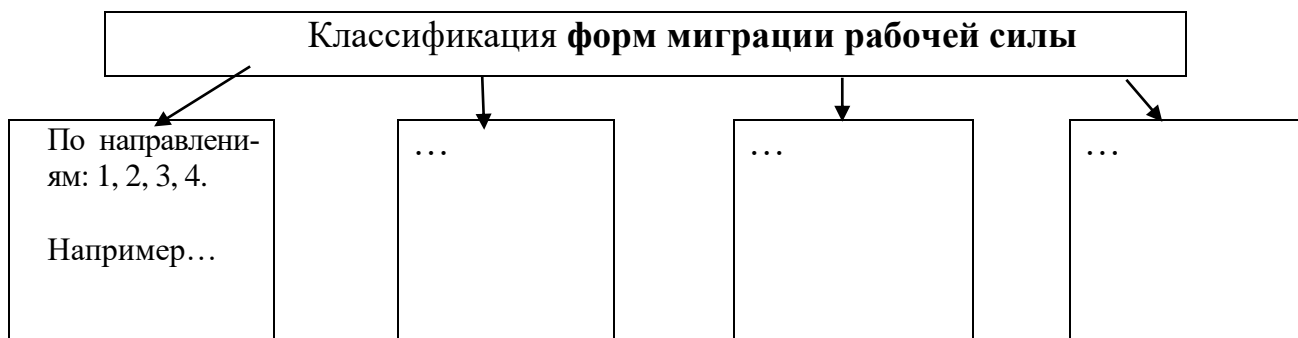 Классификация форм миграции рабочей силы
По направлени-
ям: 1, 2, 3, 4.
Например…
…
…
…